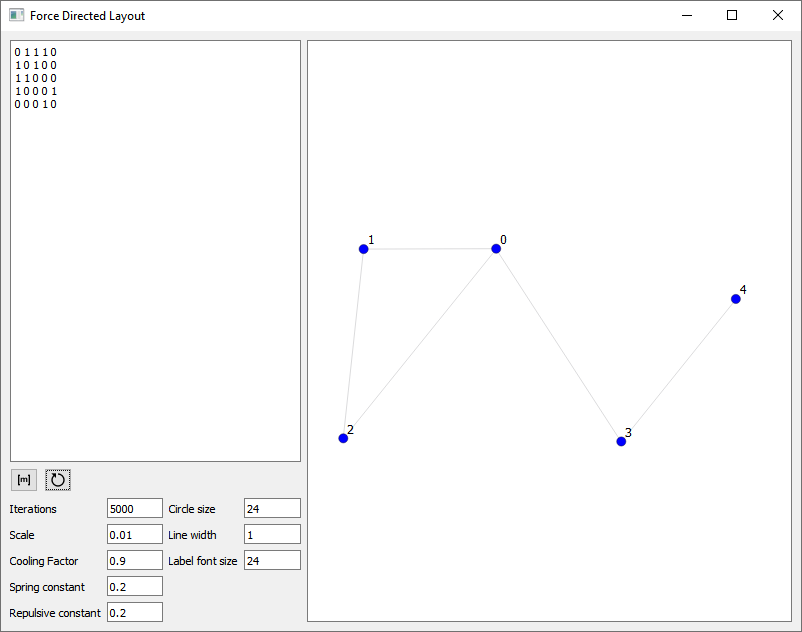 Force Directed Layout
0 1 1 1 0
1 0 1 0 0
1 1 0 0 0
1 0 0 0 1
0 0 0 1 0
1
0
4
2
3
[m]
Iterations 5000 Circle size 24
Scale 0.01 Line width 1
Cooling Factor 0.9 Label font size 24
Spring constant 0.2
Repulsive constant 0.2